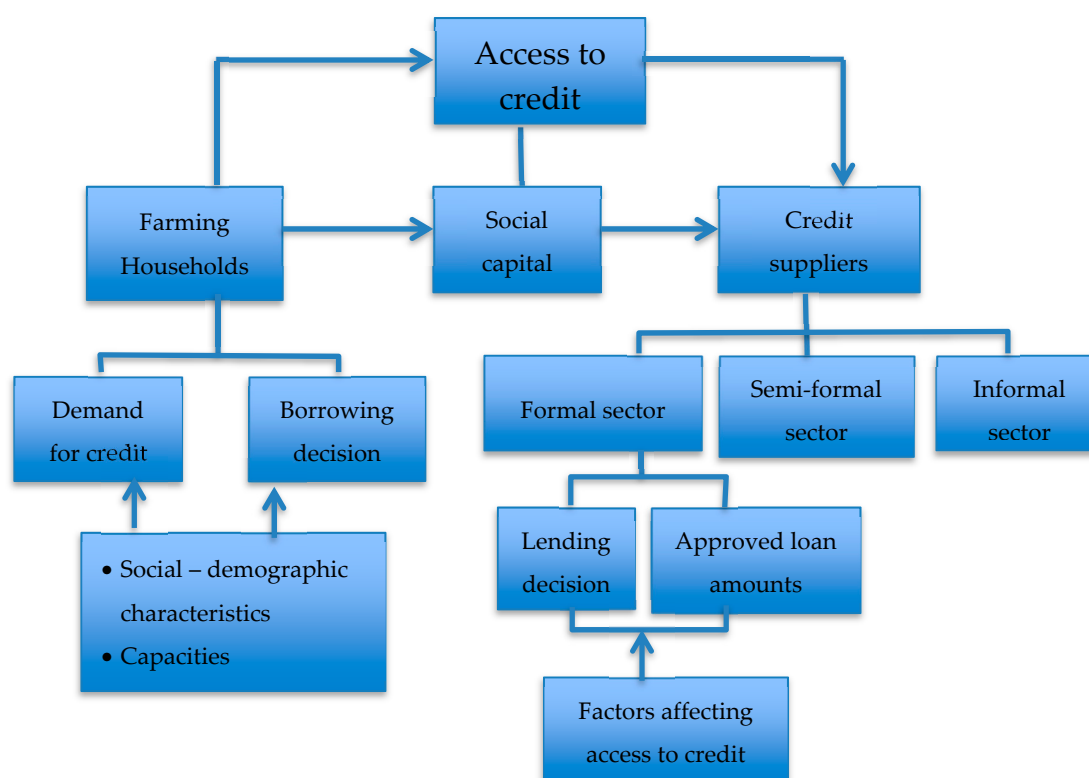 Access to
credit
Farming
Households
Social
capital
Credit
suppliers
Demand
for credit
Borrowing
decision
Formal sector
Semi-formal
sector
Informal
sector
• Social – demographic
characteristics
• Capacities
Lending
decision
Approved loan
amounts
Factors affecting
access to credit